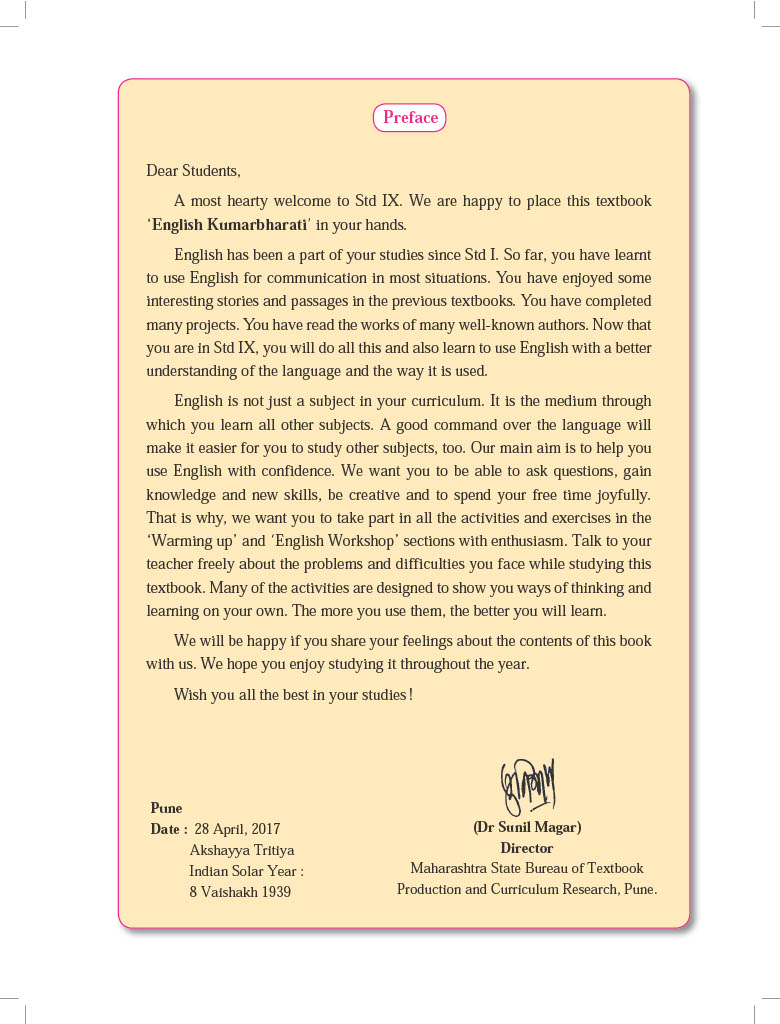 Preface
Dear Students,
A most hearty welcome to Std IX. We are happy to place this textbook
‘English Kumarbharati’ in your hands.
English has been a part of your studies since Std I. So far, you have learnt
to use English for communication in most situations. You have enjoyed some
interesting stories and passages in the previous textbooks. You have completed
many projects. You have read the works of many well-known authors. Now that
you are in Std IX, you will do all this and also learn to use English with a better
understanding of the language and the way it is used.
English is not just a subject in your curriculum. It is the medium through
which you learn all other subjects. A good command over the language will
make it easier for you to study other subjects, too. Our main aim is to help you
use English with confidence. We want you to be able to ask questions, gain
knowledge and new skills, be creative and to spend your free time joyfully.
That is why, we want you to take part in all the activities and exercises in the
‘Warming up’ and ‘English Workshop’ sections with enthusiasm. Talk to your
teacher freely about the problems and difficulties you face while studying this
textbook. Many of the activities are designed to show you ways of thinking and
learning on your own. The more you use them, the better you will learn.
We will be happy if you share your feelings about the contents of this book
with us. We hope you enjoy studying it throughout the year.
Wish you all the best in your studies!
Pune
Date : 28 April, 2017
Akshayya Tritiya
Indian Solar Year :
8 Vaishakh 1939
(Dr Sunil Magar)
Director
Maharashtra State Bureau of Textbook
Production and Curriculum Research, Pune.